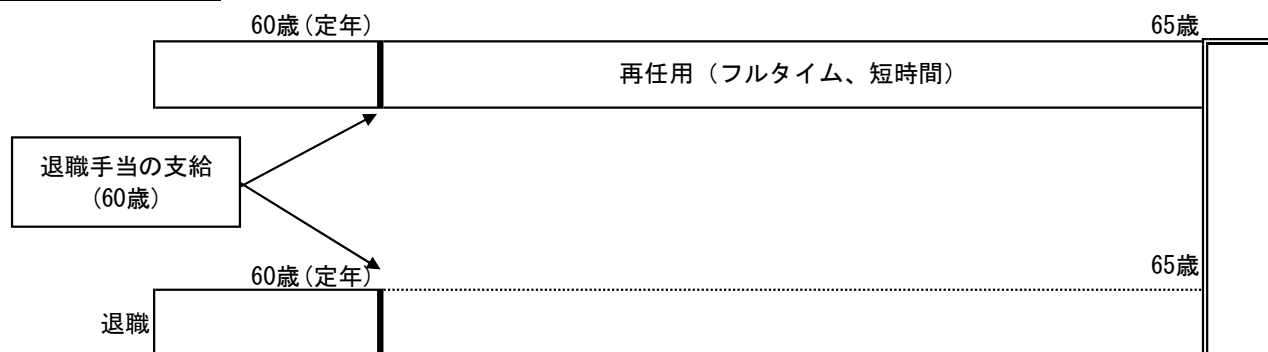 60歳(定年)
65歳
再任用（フルタイム、短時間）
退職手当の支給
(60歳)
60歳(定年)
65歳
退職